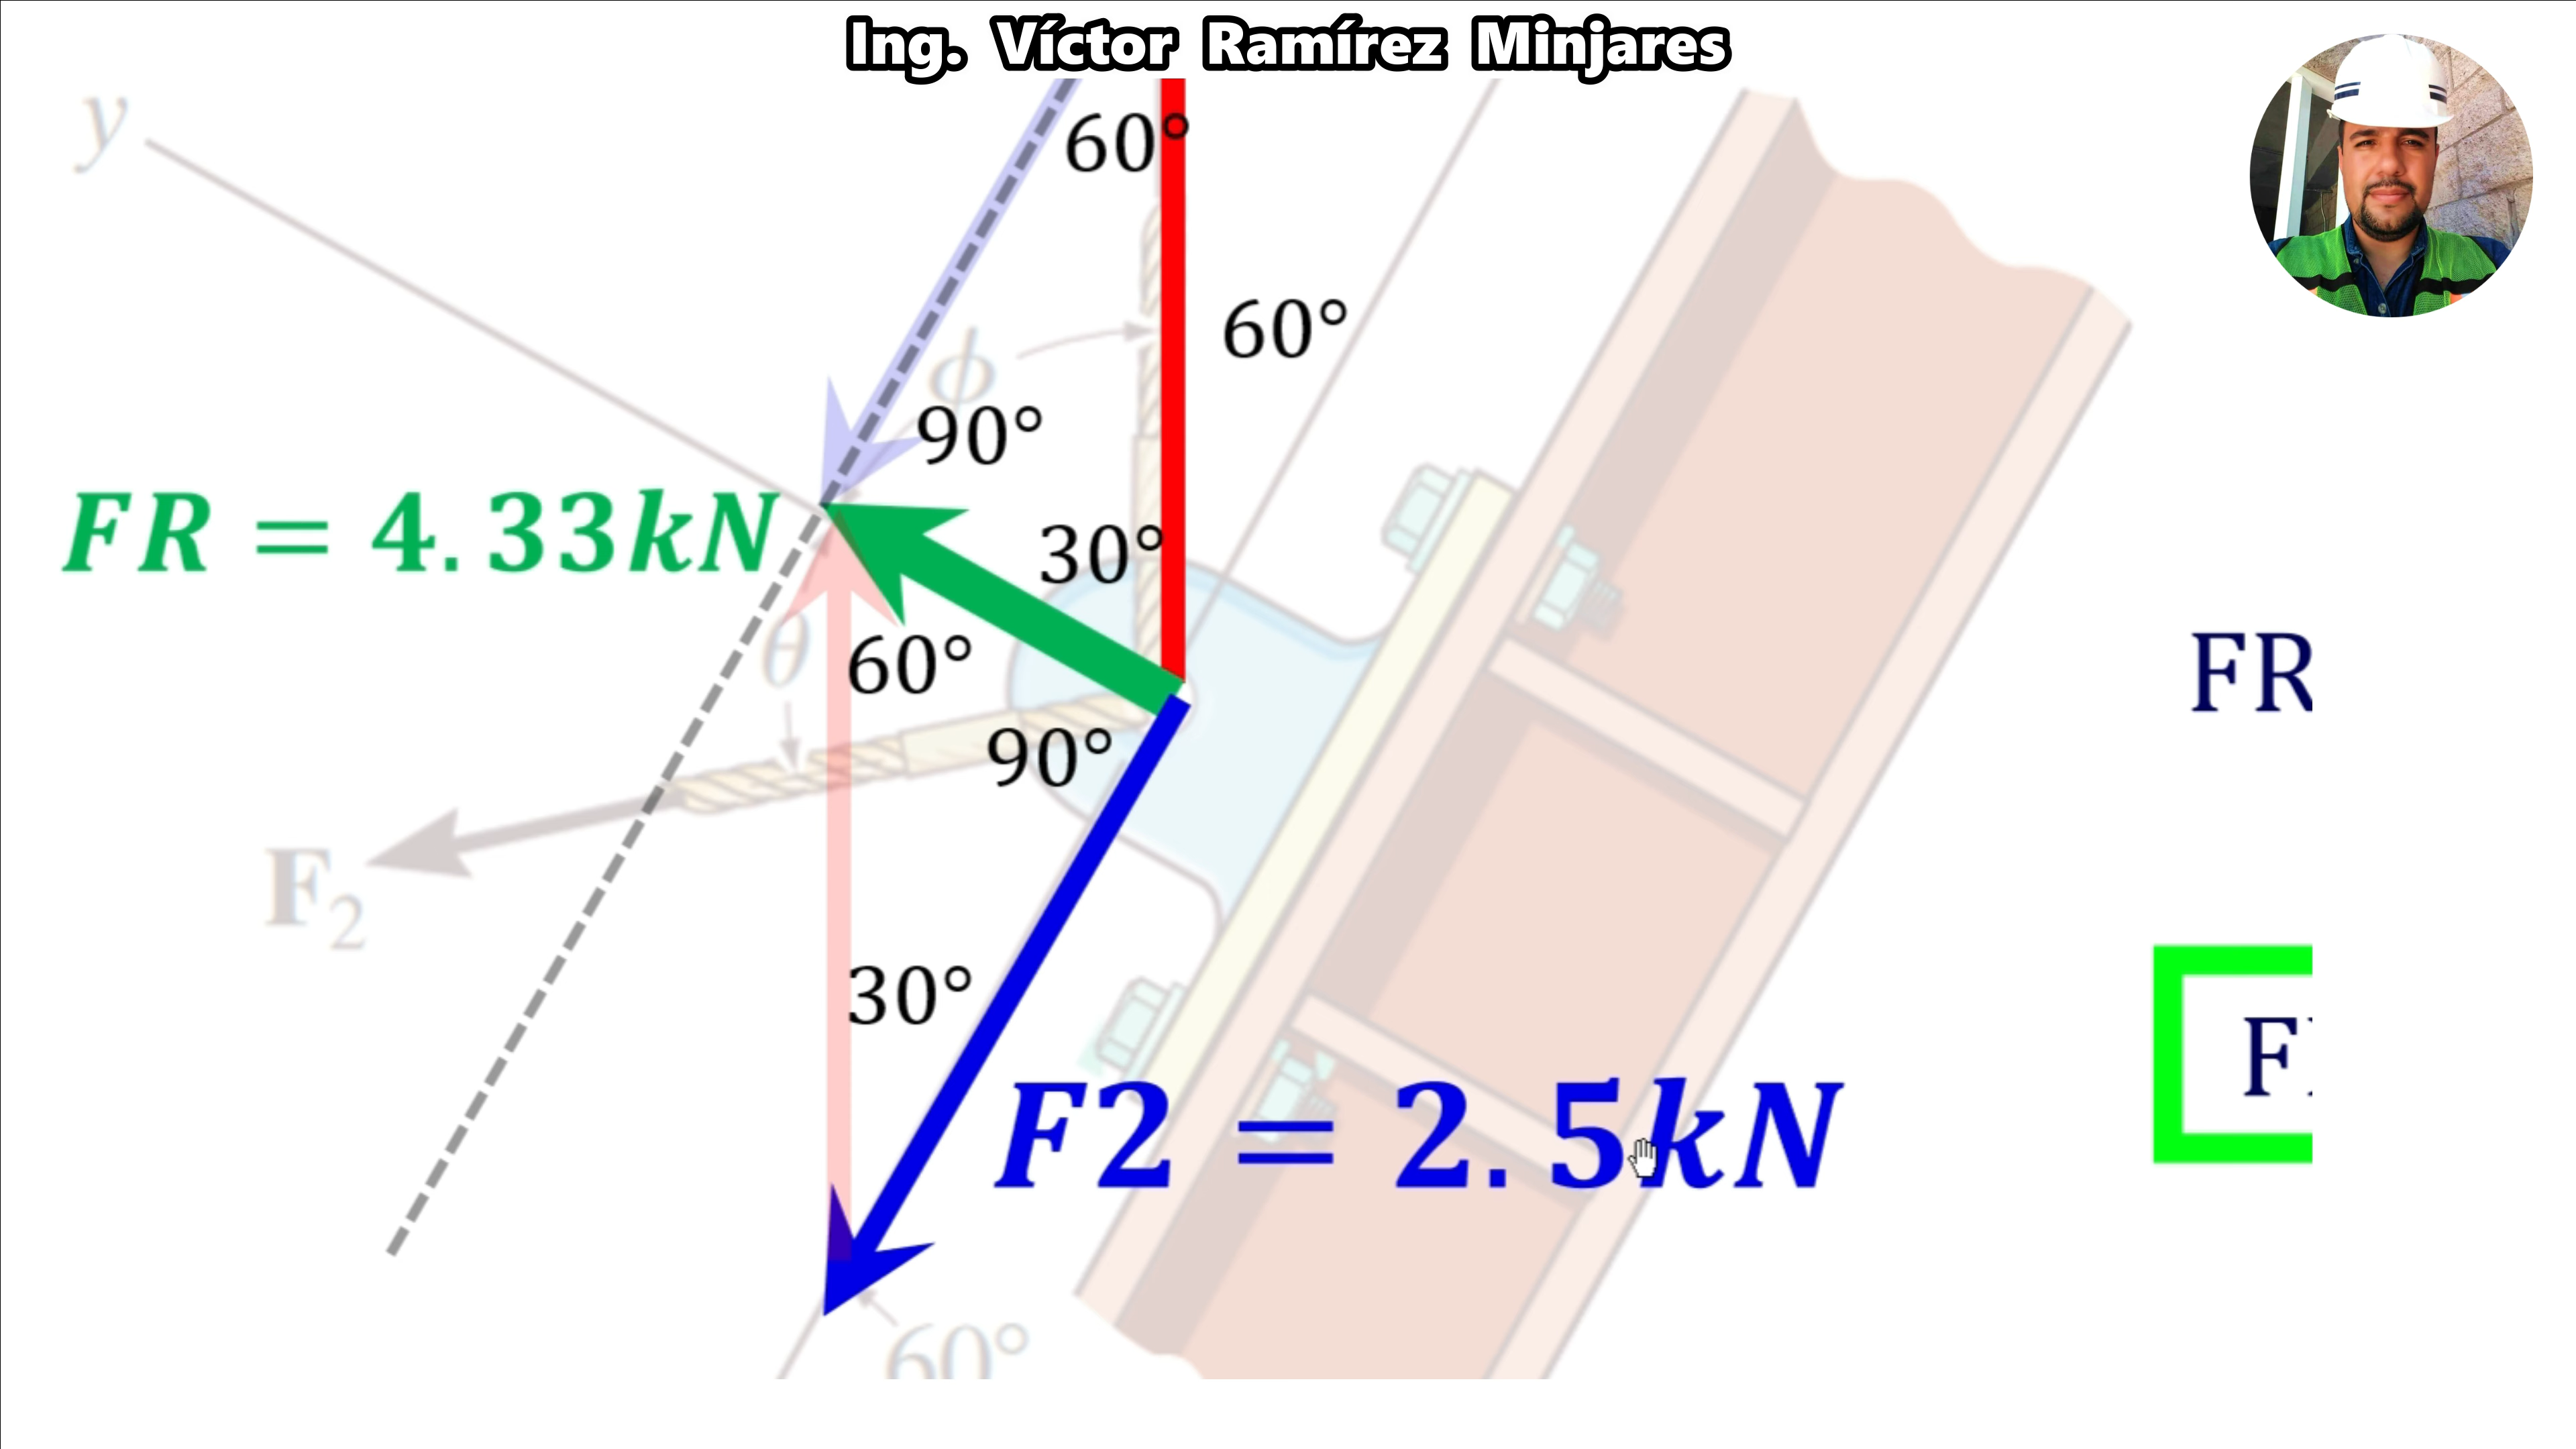 Ing. Víctor Ramírez Minjares
y
60°
60°
ϕ
90°
FR = 4.33kN
30°
θ
60°
FR
90°
F₂
30°
F2 = 2.5kN
60°